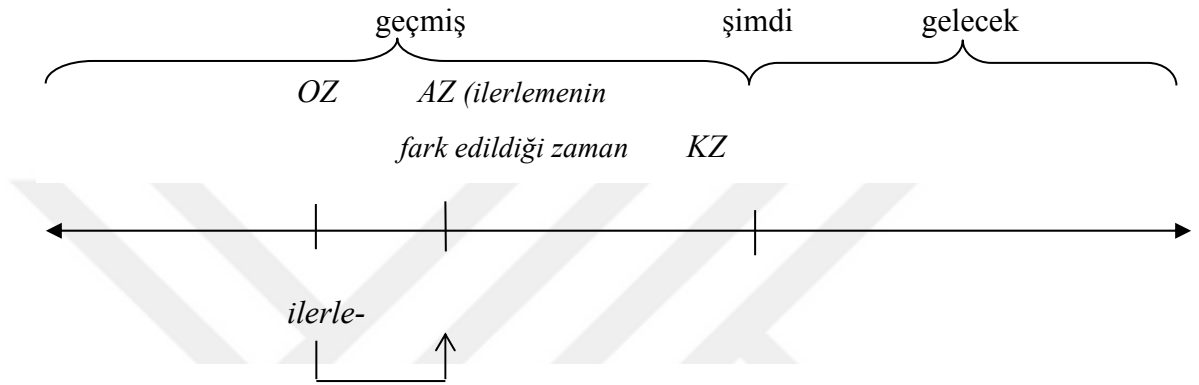 geçmiş şimdi gelecek
OZ AZ (ilerlemenin
fark edildiği zaman KZ
ilerle-